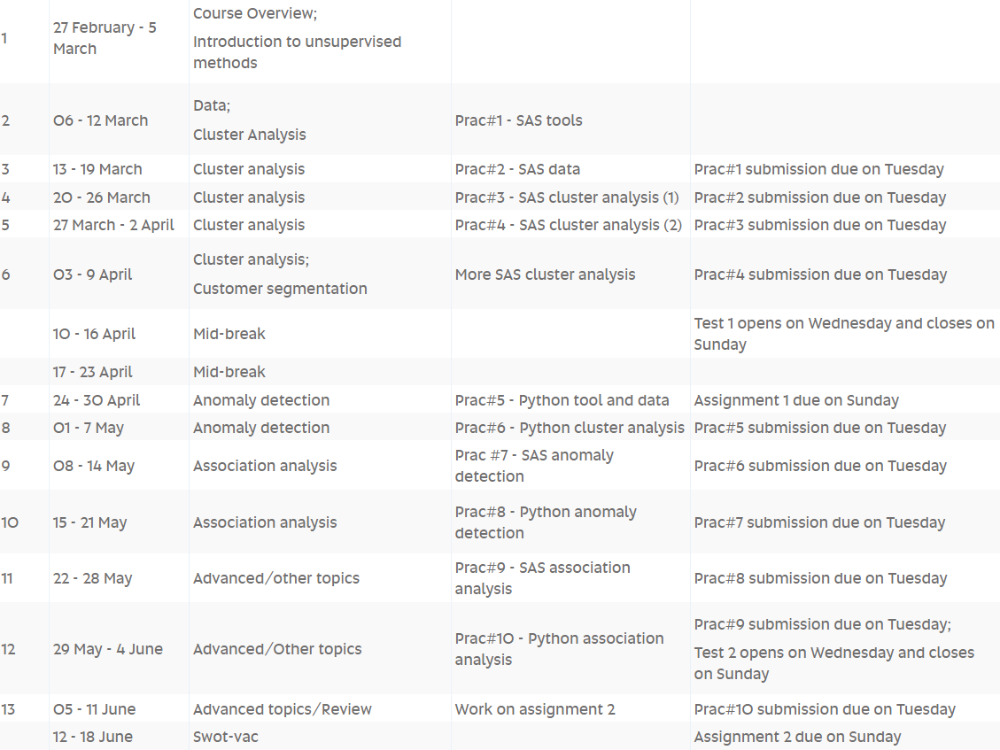 Course Overview;
1
27 February - 5
March
Introduction to unsupervised
methods
2
06 - 12 March
Data;
Cluster Analysis
Prac#1 - SAS tools
3
13 - 19 March
Cluster analysis
Prac#2 - SAS data
Prac#1 submission due on Tuesday
4
20 - 26 March
Cluster analysis
Prac#3 - SAS cluster analysis (1)
Prac#2 submission due on Tuesday
5
27 March - 2 April
Cluster analysis
Prac#4 - SAS cluster analysis (2)
Prac#3 submission due on Tuesday
6
03 - 9 April
Cluster analysis;
Customer segmentation
More SAS cluster analysis
Prac#4 submission due on Tuesday
10 - 16 April
Mid-break
Test 1 opens on Wednesday and closes on
Sunday
17 - 23 April
Mid-break
7
24 - 30 April
Anomaly detection
Prac#5 - Python tool and data
Assignment 1 due on Sunday
8
01 - 7 May
Anomaly detection
Prac#6 - Python cluster analysis
Prac#5 submission due on Tuesday
9
08 - 14 May
Association analysis
Prac #7 - SAS anomaly
detection
Prac#6 submission due on Tuesday
10
15 - 21 May
Association analysis
Prac#8 - Python anomaly
detection
Prac#7 submission due on Tuesday
11
22 - 28 May
Advanced/other topics
Prac#9 - SAS association
analysis
Prac#8 submission due on Tuesday
12
29 May - 4 June
Advanced/Other topics
Prac#10 - Python association
analysis
Prac#9 submission due on Tuesday;
Test 2 opens on Wednesday and closes
on Sunday
13
05 - 11 June
Advanced topics/Review
Work on assignment 2
Prac#10 submission due on Tuesday
12 - 18 June
Swot-vac
Assignment 2 due on Sunday